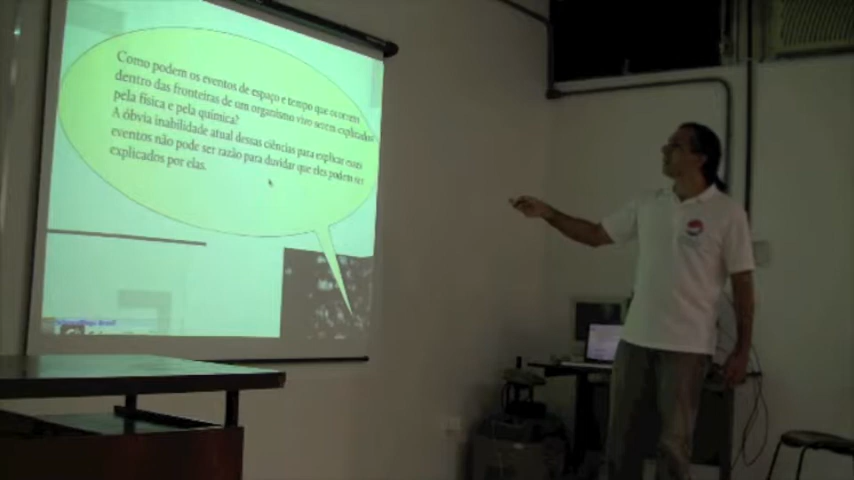 Como podem os eventos de espaço e tempo que ocorrem
dentro das fronteiras de um organismo vivo serem explicados
pela física e pela química?
A óbvia inabilidade atual dessas ciências para explicar esses
eventos não pode ser razão para duvidar que eles podem ser
explicados por elas.